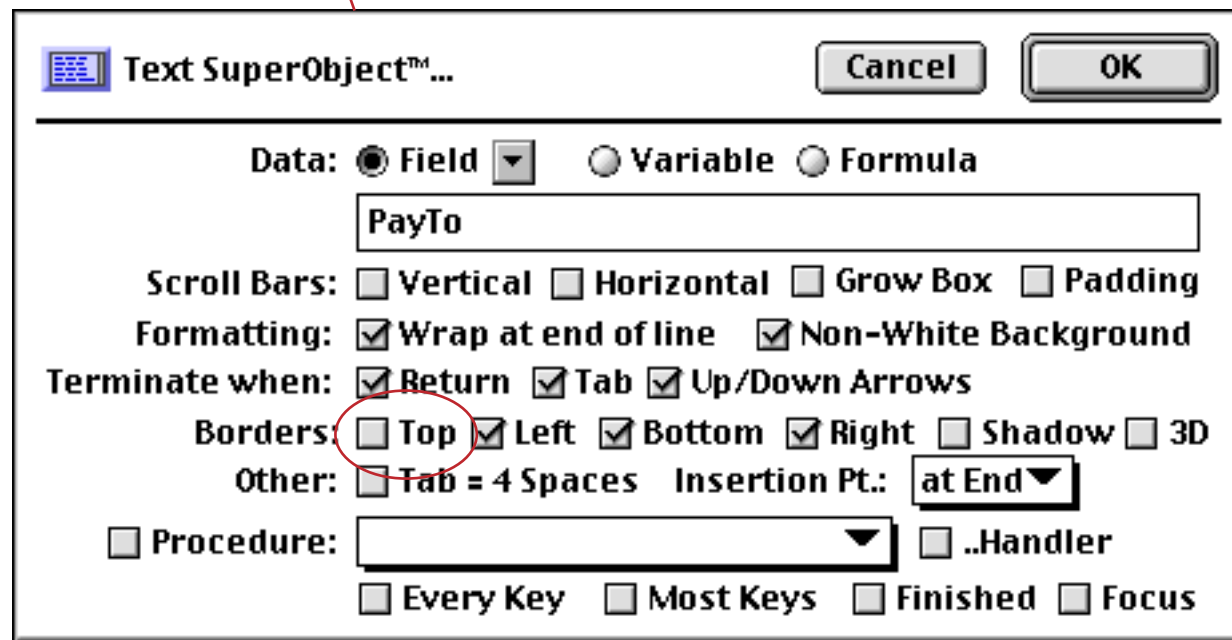 Text SuperObject™... Cancel OK
Data: Field Variable Formula
PayTo
Scroll Bars: Vertical Horizontal Grow Box Padding
Formatting: Wrap at end of line Non-White Background
Terminate when: Return Tab Up/Down Arrows
Borders: Top Left Bottom Right Shadow 3D
Other: Tab = 4 Spaces Insertion Pt.: at End
Procedure: ..Handler
Every Key Most Keys Finished Focus